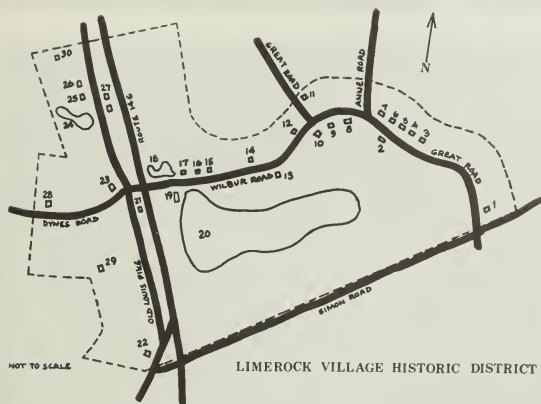 30
26
25
27
24
ROUTE 146
GREAT ROAD
11
ROAD
N
12
10
9
8
6
5
4
3
2
GREAT ROAD
1
18
17
16
15
14
13
WILBUR ROAD
19
20
28
23
21
DYNES ROAD
29
OLD LOUIS PIKE
22
SIMON ROAD
NOT TO SCALE
LIMEROCK VILLAGE HISTORIC DISTRICT